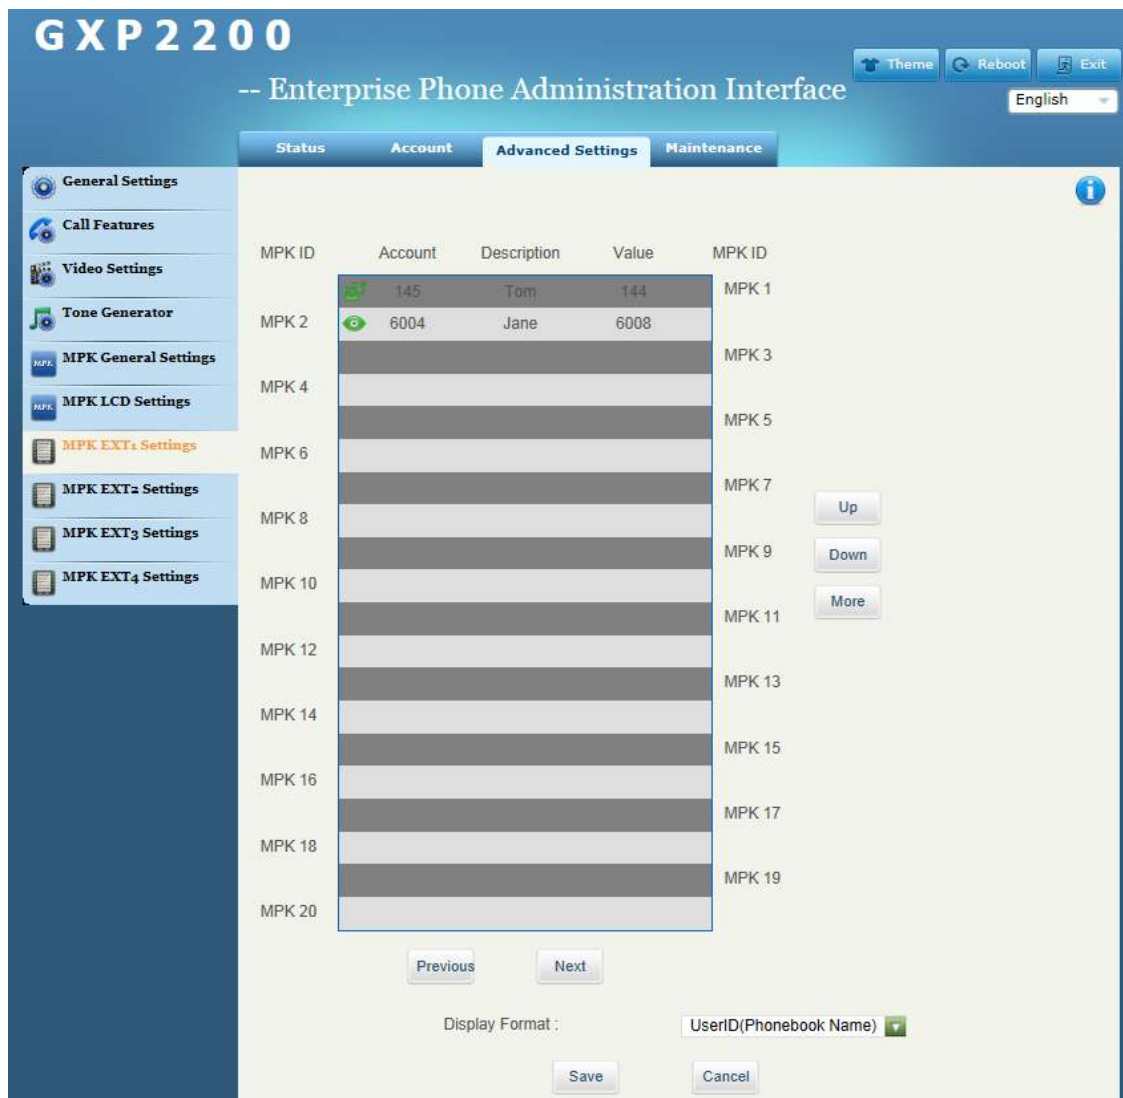 GXP2200
Theme Reboot Exit
-- Enterprise Phone Administration Interface
English
Status Account Advanced Settings Maintenance
General Settings
Call Features
Video Settings
Tone Generator
MPK General Settings
MPK LCD Settings
MPK EXT1 Settings
MPK EXT2 Settings
MPK EXT3 Settings
MPK EXT4 Settings
MPK ID Account Description Value MPK ID
145 Tom 144 MPK 1
MPK 2 6004 Jane 6008
MPK 3
MPK 4
MPK 5
MPK 6
MPK 7
MPK 8
MPK 9
MPK 10
MPK 11
MPK 12
MPK 13
MPK 14
MPK 15
MPK 16
MPK 17
MPK 18
MPK 19
MPK 20
Up
Down
More
Previous Next
Display Format : UserID(Phonebook Name)
Save Cancel